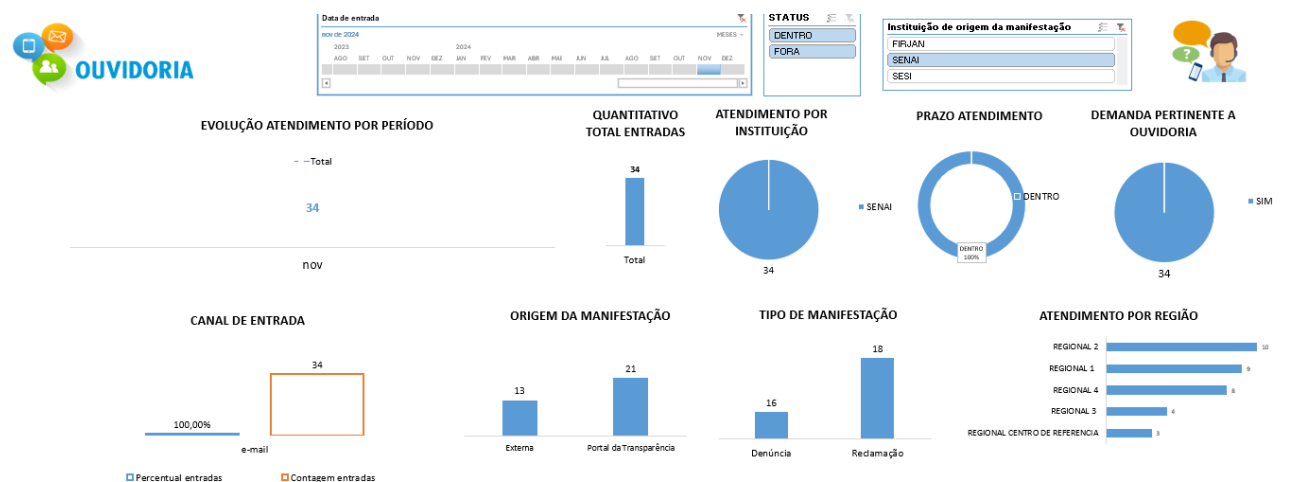 OUVIDORIA
Data de entrada
nov de 2024
MESES
2023 2024
AGO SET OUT NOV DEZ JAN FEV MAR ABR MAI JUN JUL AGO SET OUT NOV DEZ
STATUS
DENTRO
FORA
Instituição de origem da manifestação
FIRJAN
SENAI
SESI
?
EVOLUÇÃO ATENDIMENTO POR PERÍODO
Total
34
nov
QUANTITATIVO
TOTAL ENTRADAS
34
Total
ATENDIMENTO POR
INSTITUIÇÃO
SENAI
34
PRAZO ATENDIMENTO
DENTRO
DENTRO
100%
DEMANDA PERTINENTE A
OUVIDORIA
SIM
34
CANAL DE ENTRADA
34
100,00%
e-mail
Percentual entradas Contagem entradas
ORIGEM DA MANIFESTAÇÃO
13
21
Externa Portal da Transparência
TIPO DE MANIFESTAÇÃO
16
18
Denúncia Reclamação
ATENDIMENTO POR REGIÃO
REGIONAL 2 10
REGIONAL 1 9
REGIONAL 4 8
REGIONAL 3 4
REGIONAL CENTRO DE REFERENCIA 3